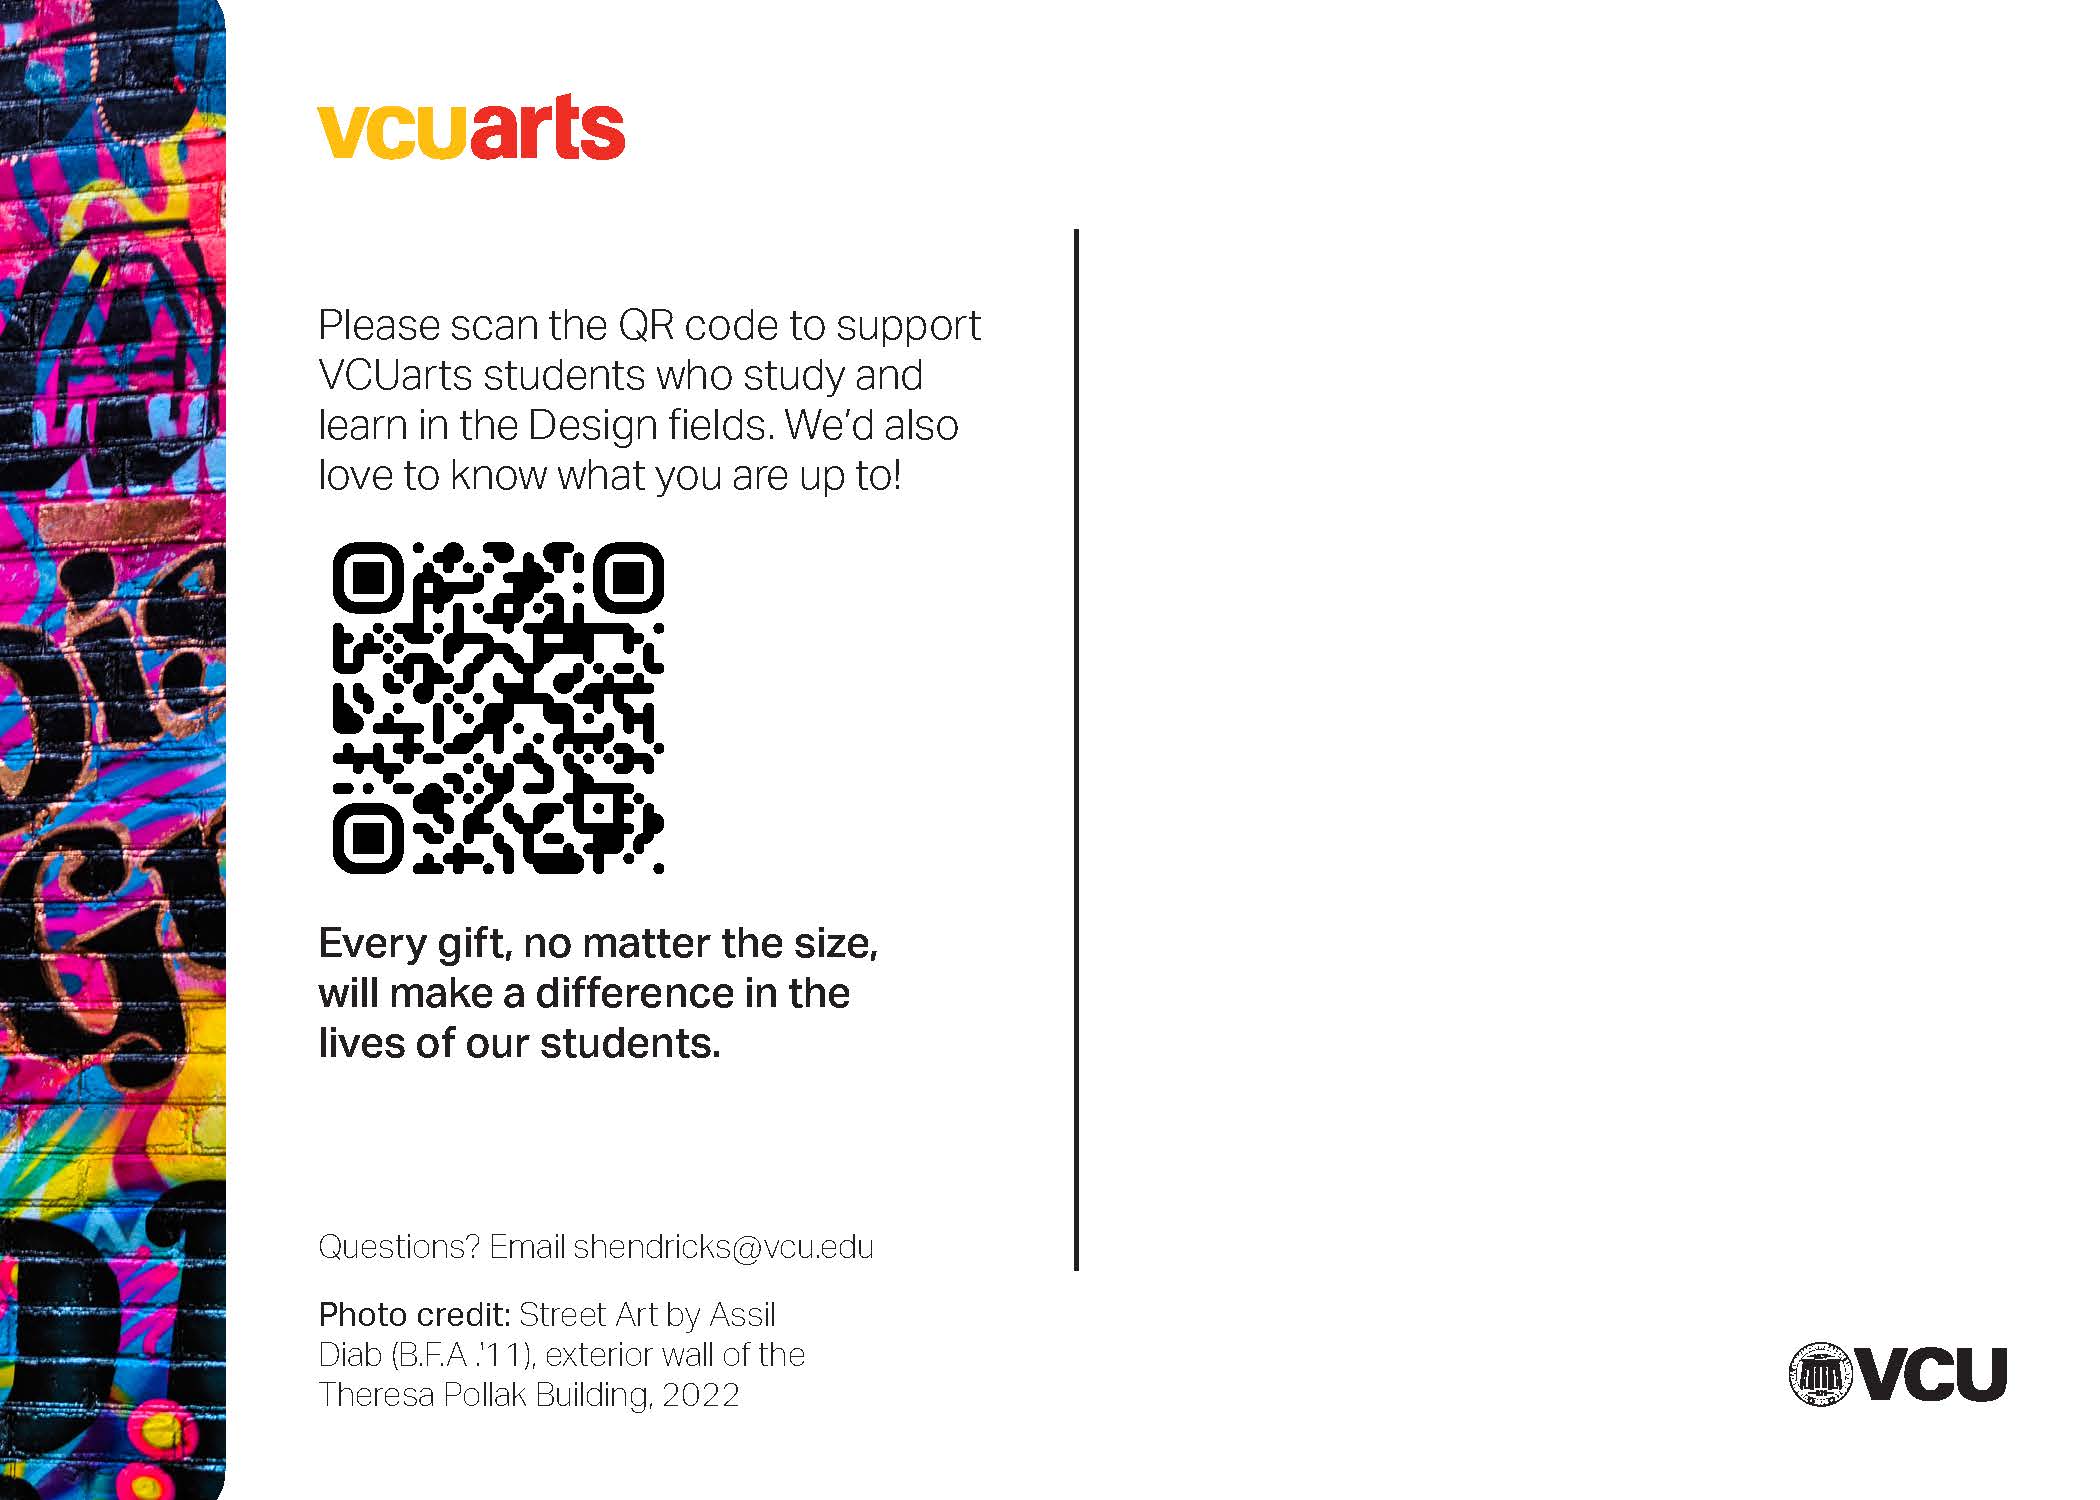 vcuarts
Please scan the QR code to support
VCUarts students who study and
learn in the Design fields. We’d also
love to know what you are up to!
Every gift, no matter the size,
will make a difference in the
lives of our students.
Questions? Email shendricks@vcu.edu
Photo credit: Street Art by Assil
Diab (B.F.A .'11), exterior wall of the
Theresa Pollak Building, 2022
VCU